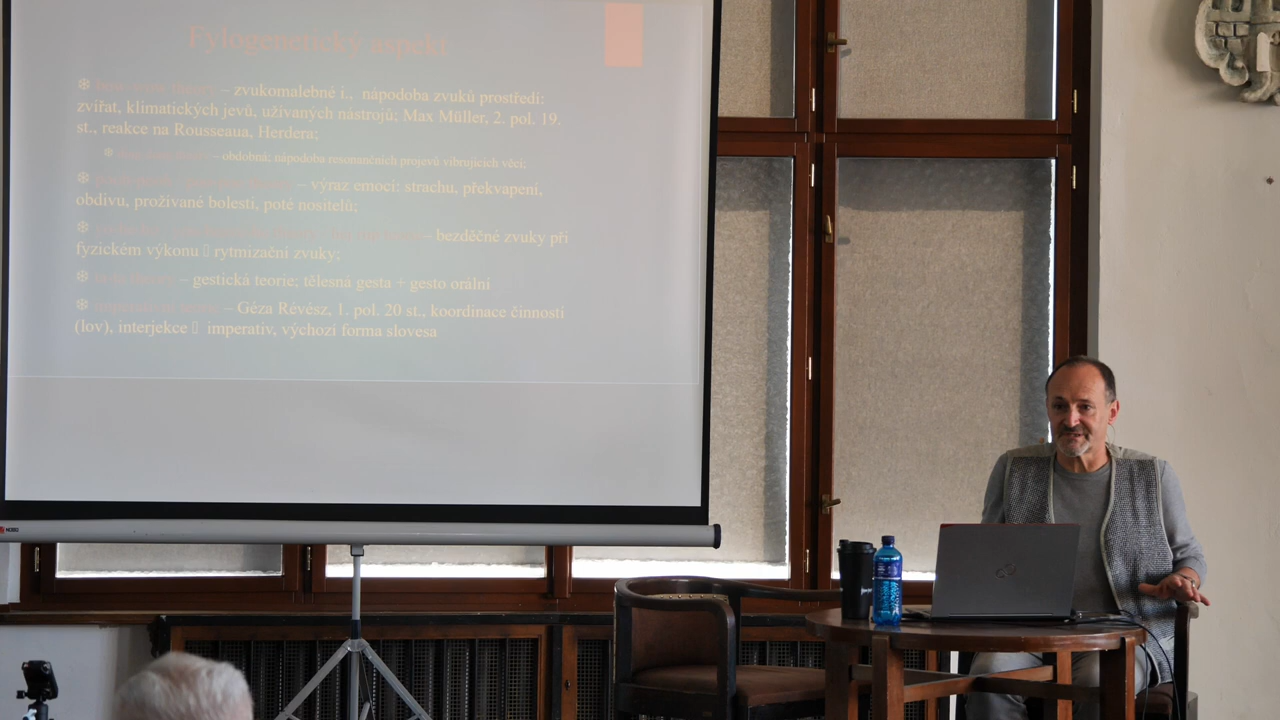 Fylogenetický aspekt
– zvukomalebné i., nápodoba zvuků prostředí:
zvířat, klimatických jevů, užívaných nástrojů; Max Müller, 2. pol. 19.
st., reakce na Rousseaua, Herdera;
– obdobná; nápodoba resonančních projevů vibrujících věcí;
– výraz emocí: strachu, překvapení,
obdivu, prožívané bolesti, poté nositelů;
– bezděčné zvuky při
fyzickém výkonu rytmizační zvuky;
– gestická teorie; tělesná gesta + gesto orální
– Géza Révész, 1. pol. 20 st., koordinace činností
(lov), interjekce imperativ, výchozí forma slovesa